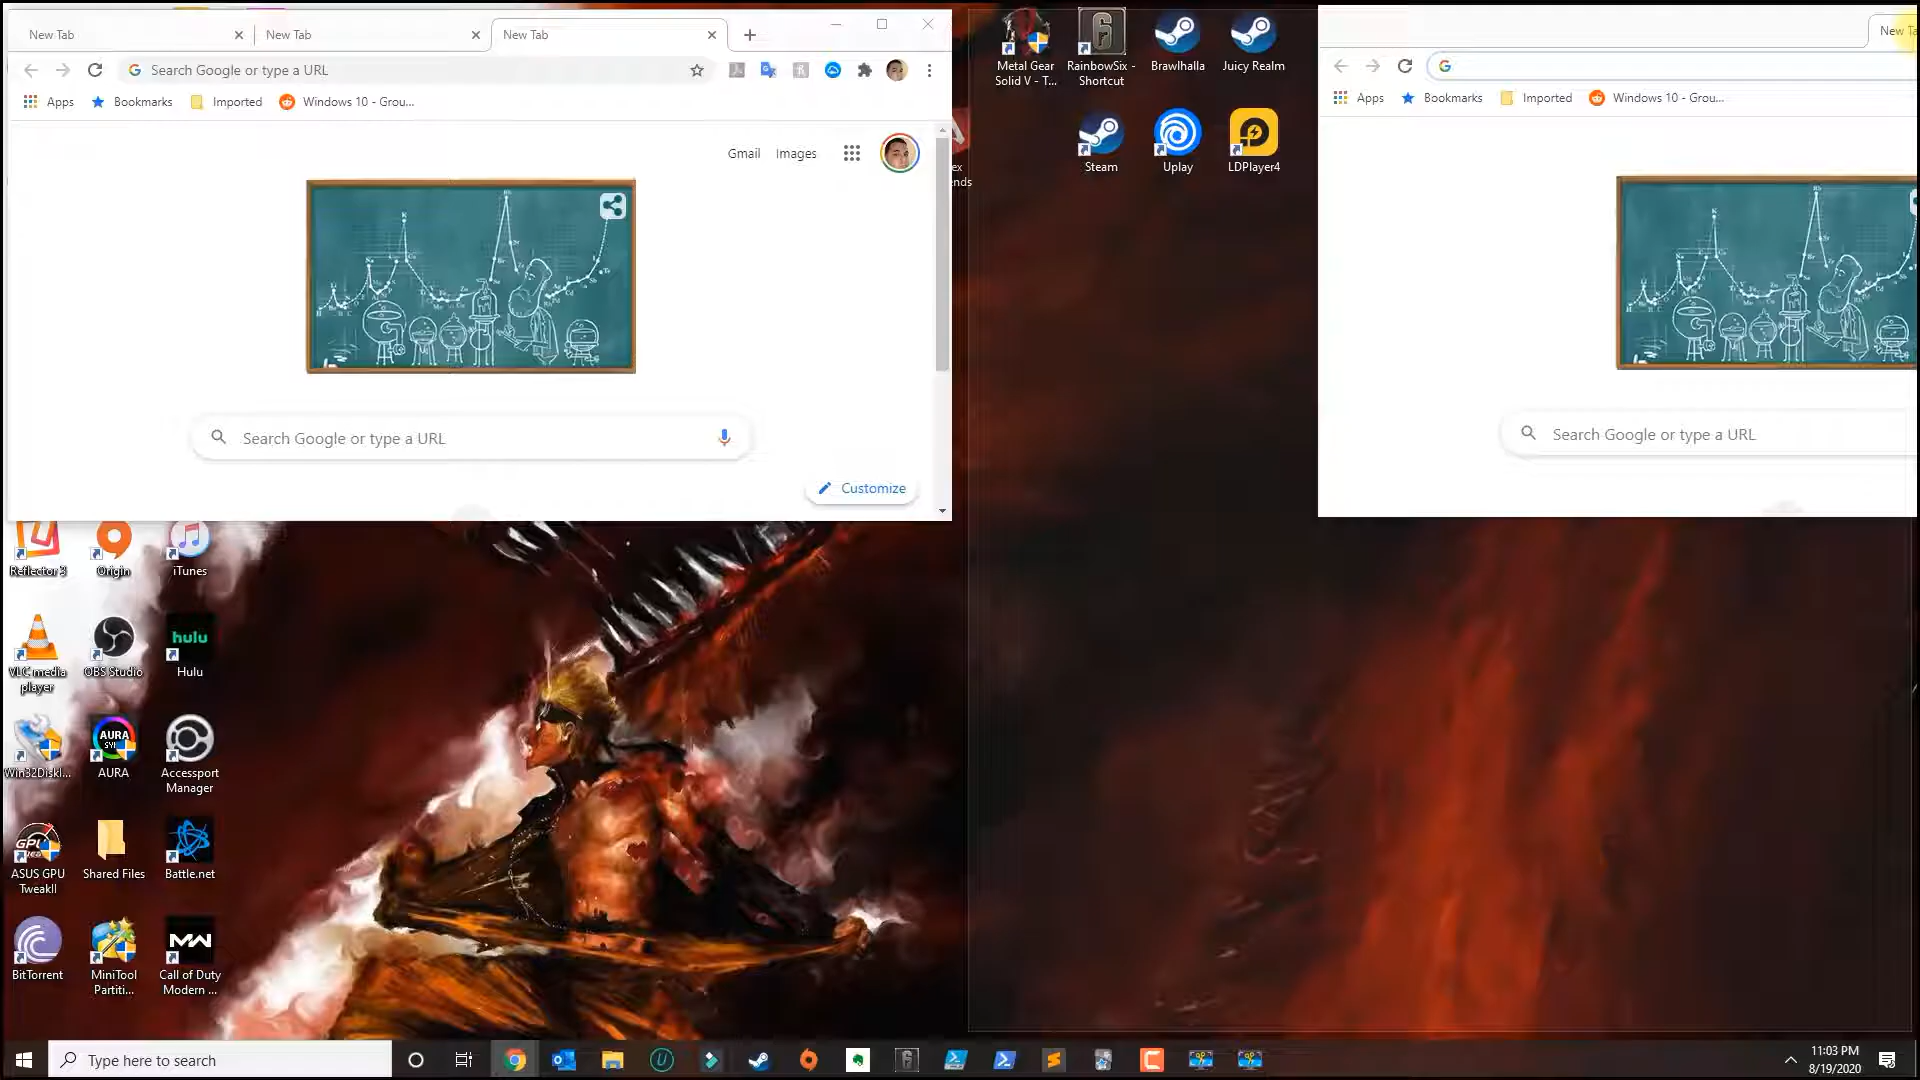 New Tab
New Tab
New Tab
Search Google or type a URL
Apps
Bookmarks
Imported
Windows 10 - Grou...
Gmail
Images
Search Google or type a URL
Customize
Metal Gear
Solid V - T...
RainbowSix -
Shortcut
Brawlhalla
Juicy Realm
Steam
Uplay
LDPlayer4
New Ta
Apps
Bookmarks
Imported
Windows 10 - Grou...
Search Google or type a URL
Reflector 3
Origin
iTunes
VLC media
player
OBS Studio
hulu
Hulu
Win32DiskI...
AURA
AURA
Accessport
Manager
ASUS GPU
TweakII
Shared Files
Battle.net
BitTorrent
MiniTool
Partiti...
MW
Call of Duty
Modern ...
Type here to search
11:03 PM
8/19/2020